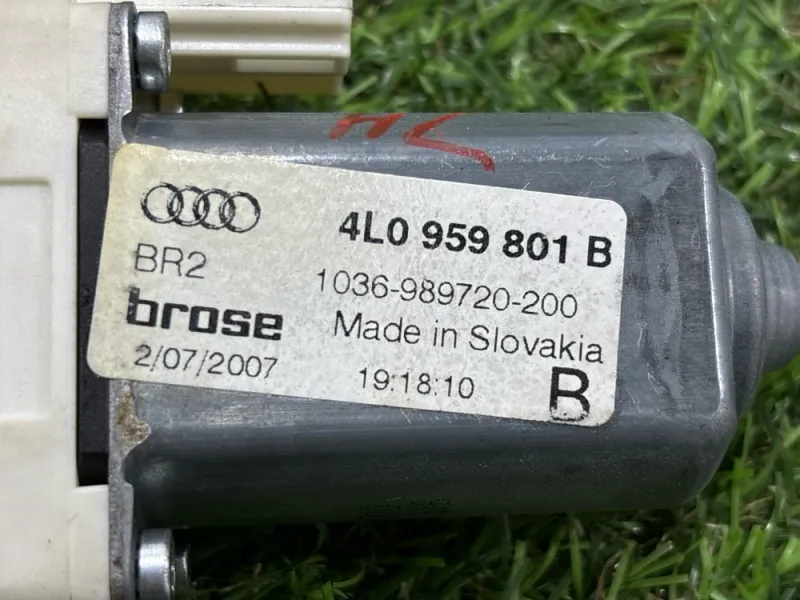 4L0 959 801 B
BR2
1036-989720-200
brose
Made in Slovakia
2/07/2007
19:18:10
B